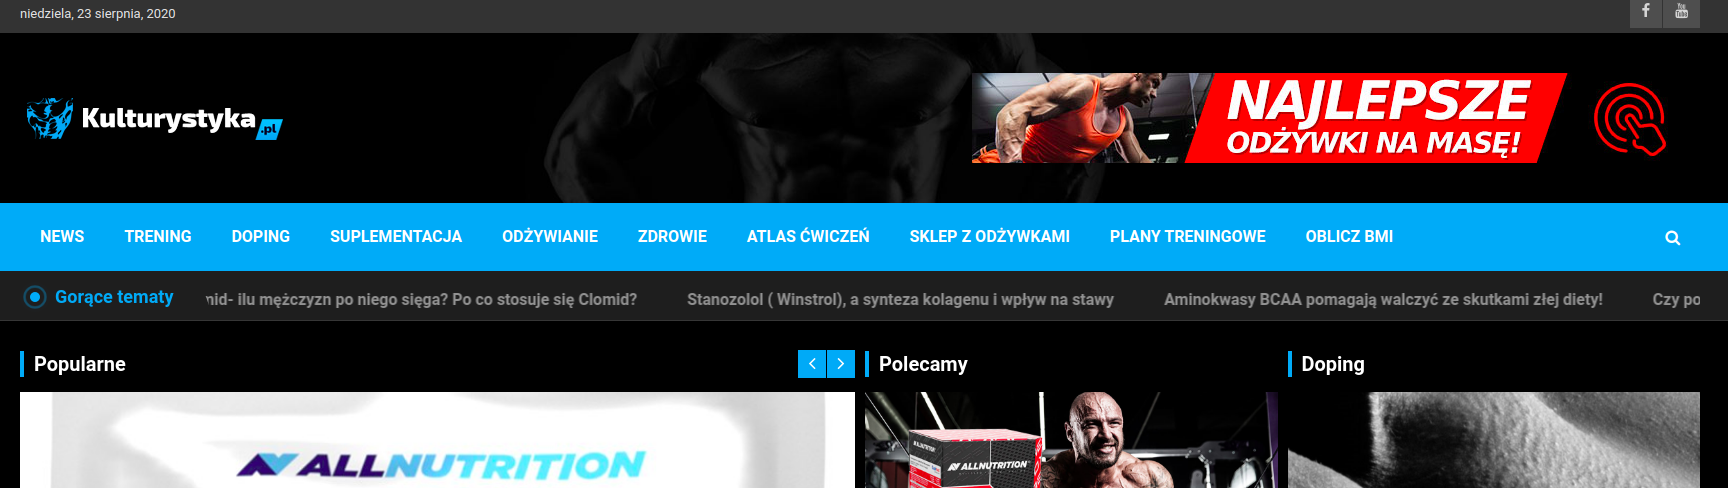 niedziela, 23 sierpnia, 2020
Kulturystyka
.pl
NAJLEPSZE
ODŻYWKI NA MASĘ!
NEWS TRENING DOPING SUPLEMENTACJA ODŻYWIANIE ZDROWIE ATLAS ĆWICZEŃ SKLEP Z ODŻYWKAMI PLANY TRENINGOWE OBLICZ BMI
Gorące tematy
ilu mężczyzn po niego sięga? Po co stosuje się Clomid? Stanozolol ( Winstrol), a synteza kolagenu i wpływ na stawy Aminokwasy BCAA pomagają walczyć ze skutkami złej diety! Czy
Popularne
Polecamy
Doping
ALLNUTRITION
ALLNUTRITION